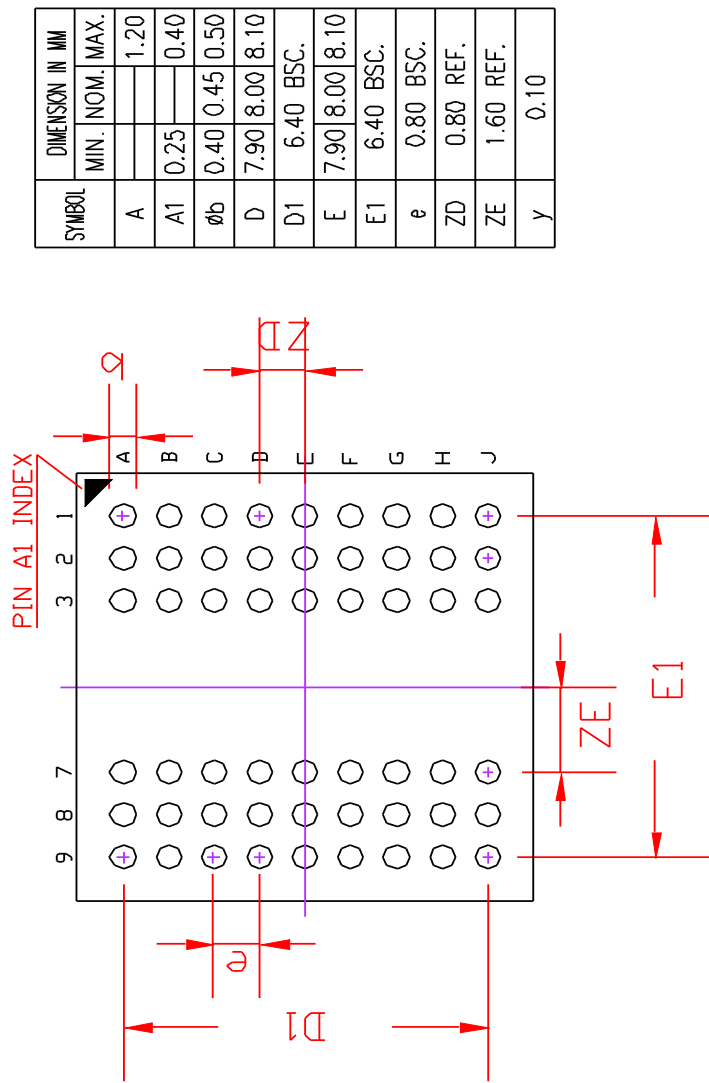 SYMBOL DIMENSION IN MM
MIN. NOM. MAX.
A 1.20
A1 0.25 0.40
øb 0.40 0.45 0.50
D 7.90 8.00 8.10
D1 6.40 BSC.
E 7.90 8.00 8.10
E1 6.40 BSC.
e 0.80 BSC.
ZD 0.80 REF.
ZE 1.60 REF.
y 0.10
PIN A1 INDEX
b
ZD
1 2 3 7 8 9
A
B
C
D
E
F
G
H
J
ZE
E1
e
D1